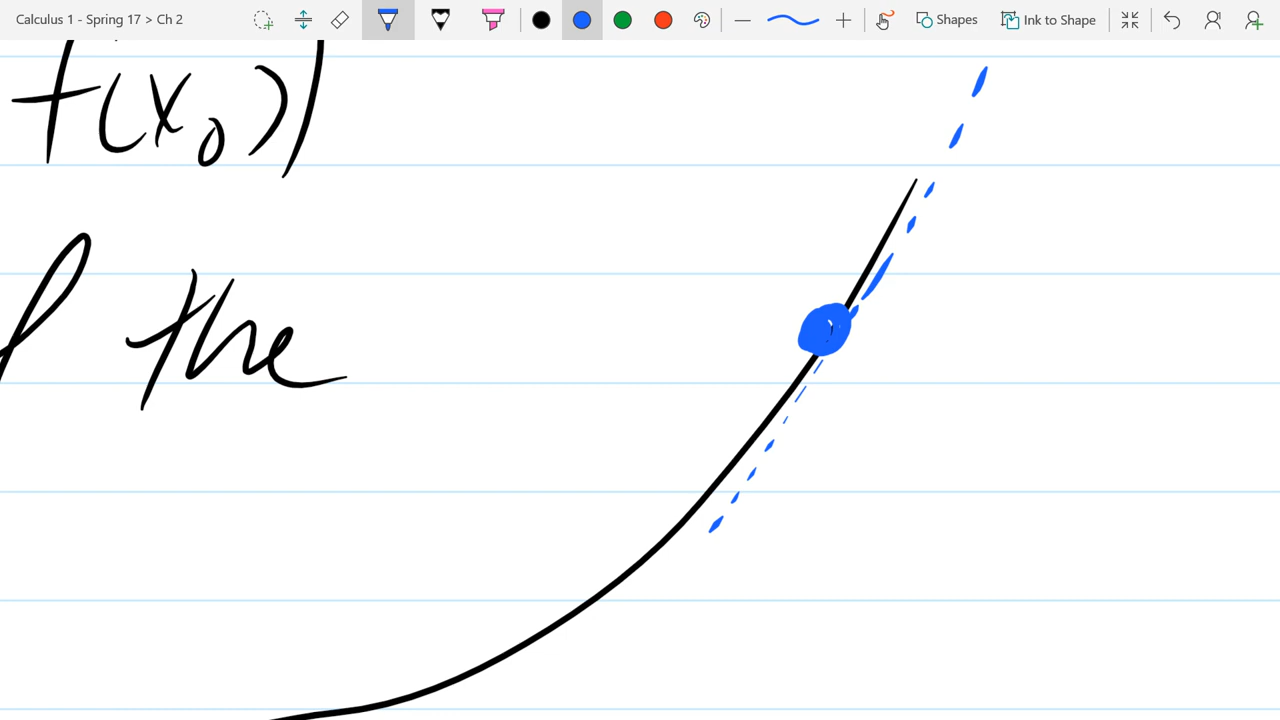 Calculus 1 - Spring 17 > Ch 2 Shapes Ink to Shape
f(x₀))
the